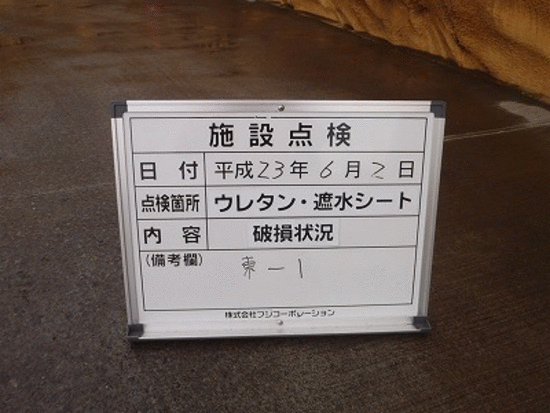 施設点検
日付 平成23年6月2日
点検箇所 ウレタン・遮水シート
内容 破損状況
(備考欄) 東-1
株式会社フジコーポレーション